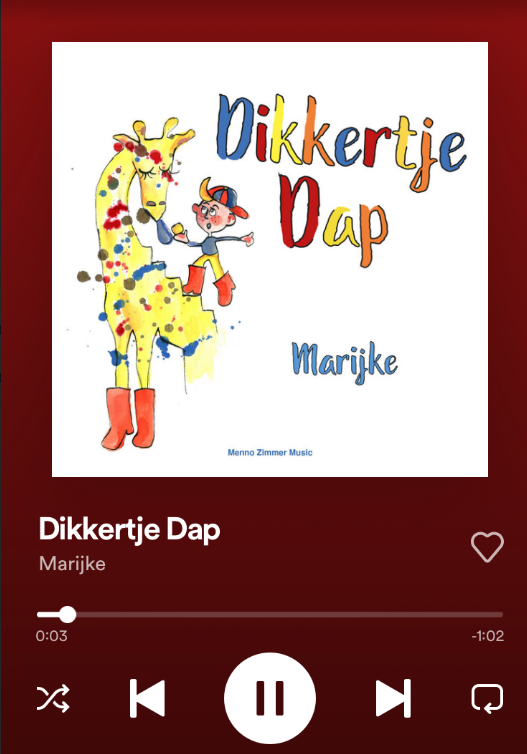 Dikkertje
Dap
Marijke
Menno Zimmer Music
Dikkertje Dap
Marijke
0:03
-1:02